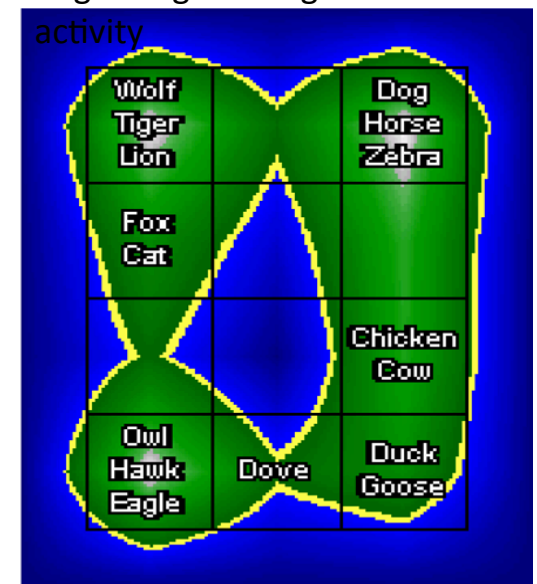 activity
Wolf
Tiger
Lion
Dog
Horse
Zebra
Fox
Cat
Chicken
Cow
Owl
Hawk
Eagle
Dove
Duck
Goose